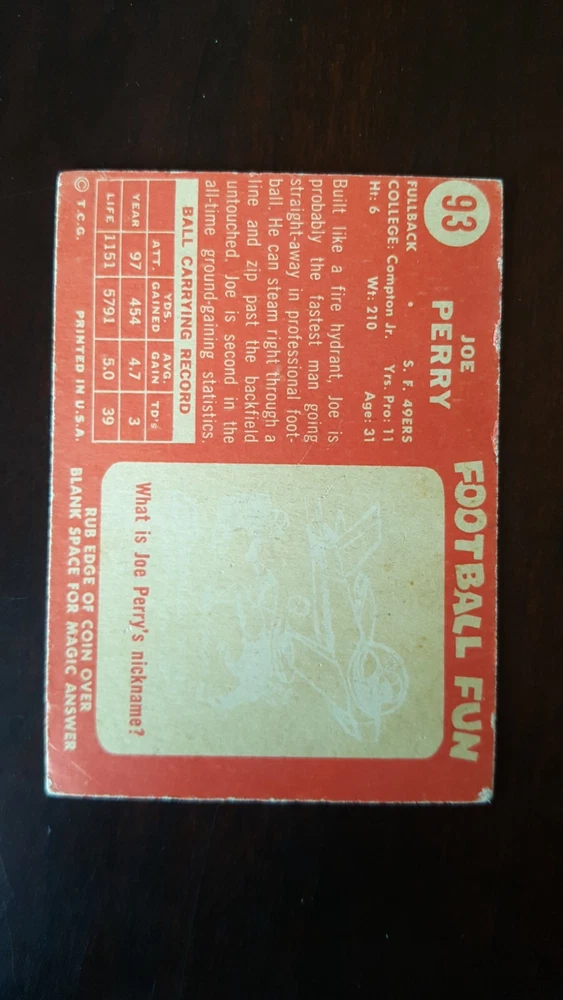 93
JOE
PERRY
FULLBACK • S. F. 49ERS
COLLEGE: Compton Jr. Yrs. Pro: 11
Ht: 6 Wt: 210 Age: 31
Built like a fire hydrant, Joe is
probably the fastest man going
straight-away in professional foot-
ball. He can steam right through a
line and zip past the backfield
untouched. Joe is second in the
all-time ground-gaining statistics.
BALL CARRYING RECORD
ATT. YDS. GAINED AVG. GAIN TD's
YEAR 97 454 4.7 3
LIFE 1151 5791 5.0 39
© T.C.G. PRINTED IN U.S.A.
FOOTBALL FUN
What is Joe Perry's nickname?
RUB EDGE OF COIN OVER
BLANK SPACE FOR MAGIC ANSWER